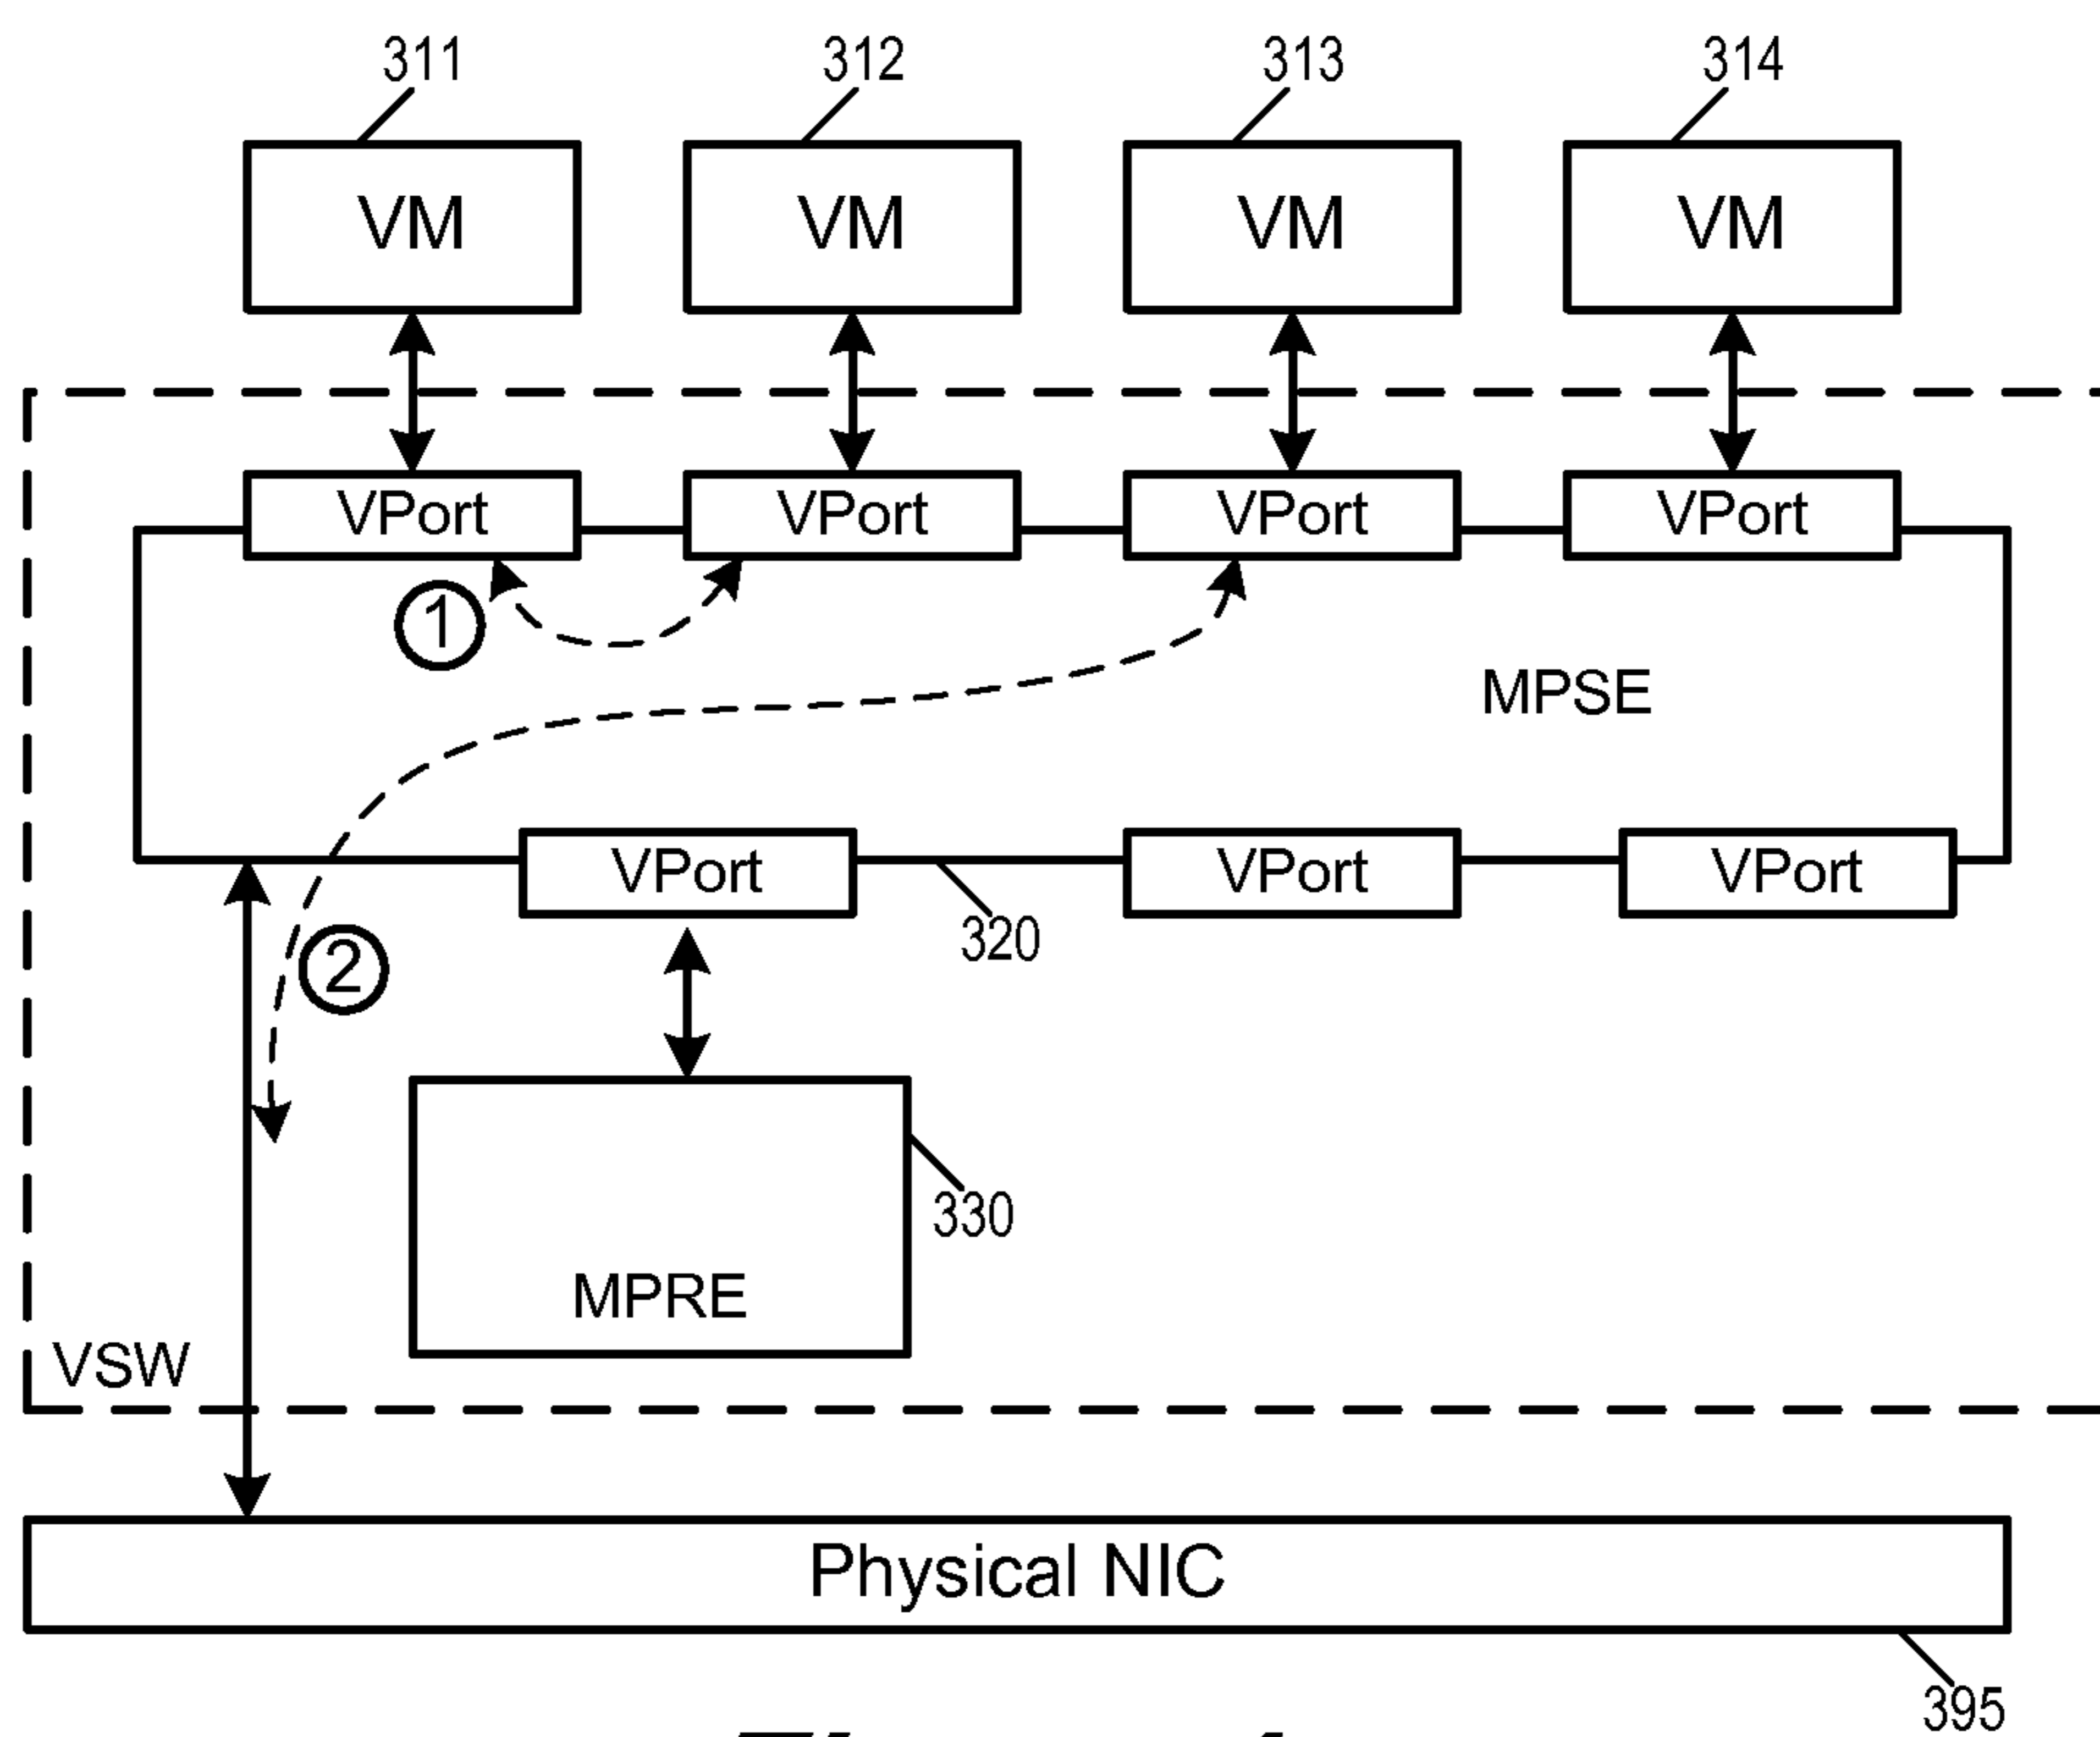 311 312 313 314
VM VM VM VM
VPort VPort VPort VPort
1
MPSE
VPort VPort VPort
320
2
330
MPRE
VSW
Physical NIC
395